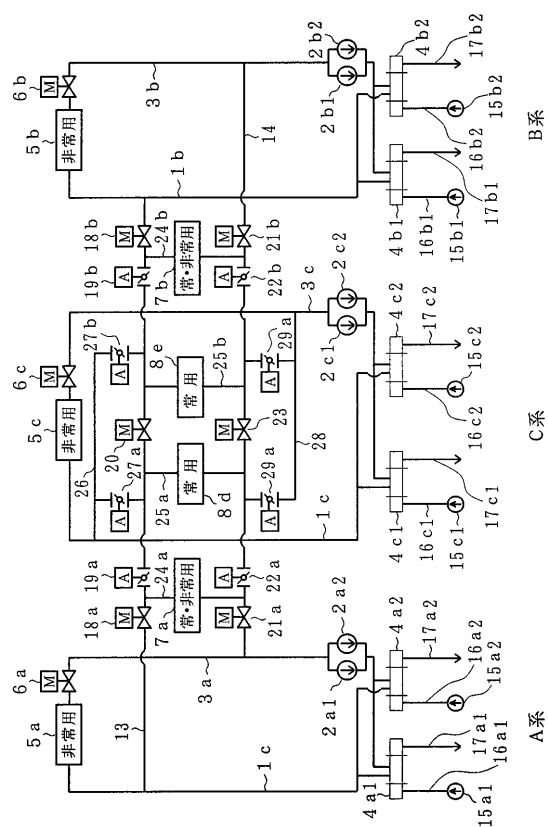 6a
M
5a
非常用
6c
M
5c
非常用
6b
M
5b
非常用
18a
M
19a
A
26
27a
A
20
M
27b
A
19b
A
18b
M
3b
13
7a
24a
常・非常用
25a
常用
8d
8e
常用
25b
7b
24b
常・非常用
1b
3a
1c
21a
M
22a
A
29a
A
23
M
29a
A
22b
A
21b
M
14
28
1c
3c
2a1
2a2
2c1
2c2
2b1
2b2
4a1
4a2
4c1
4c2
4b1
4b2
15a1
16a1
17a1
15a2
16a2
17a2
15c1
16c1
17c1
15c2
16c2
17c2
15b1
16b1
17b1
15b2
16b2
17b2
A系
C系
B系